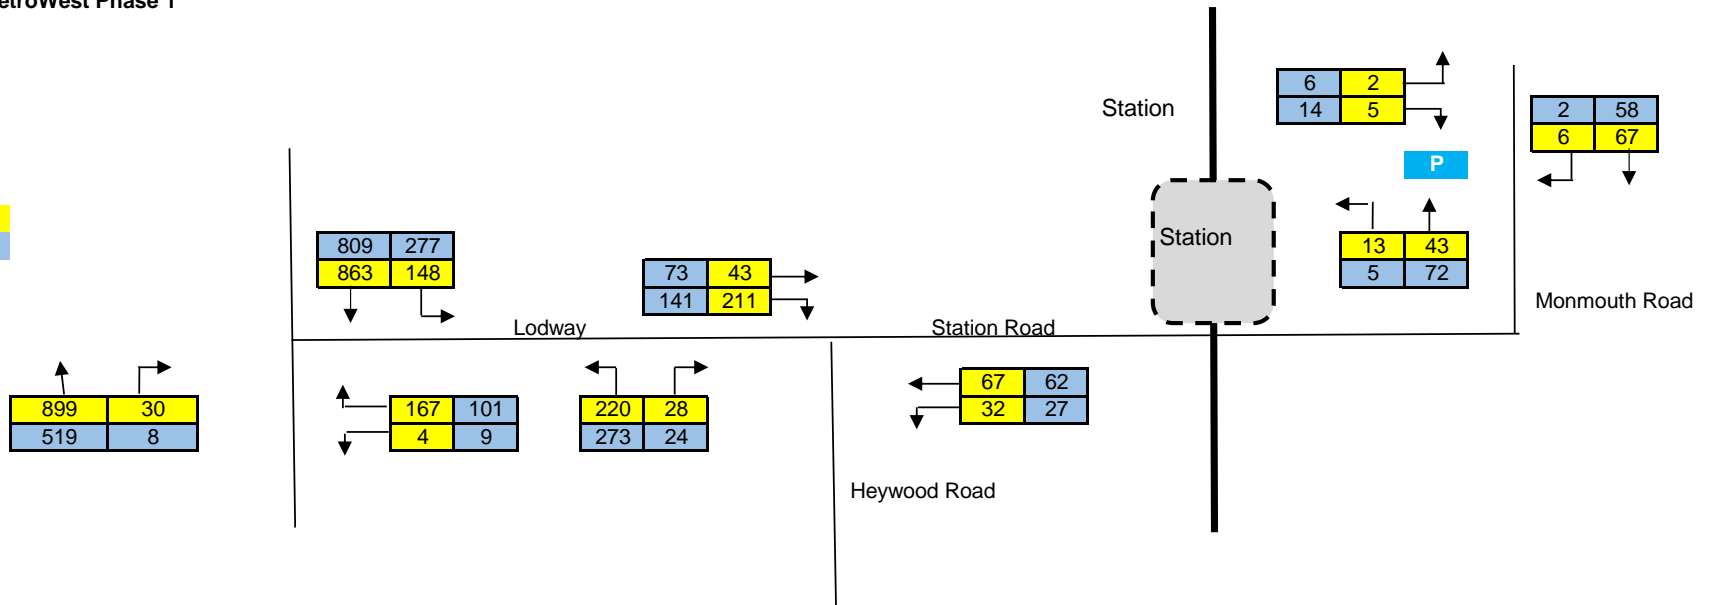 etroWest Phase 1
6 2
14 5
Station
2 58
6 67
P
Station
13 43
5 72
809 277
863 148
73 43
141 211
Monmouth Road
Lodway
Station Road
67 62
32 27
899 30
519 8
167 101
4 9
220 28
273 24
Heywood Road